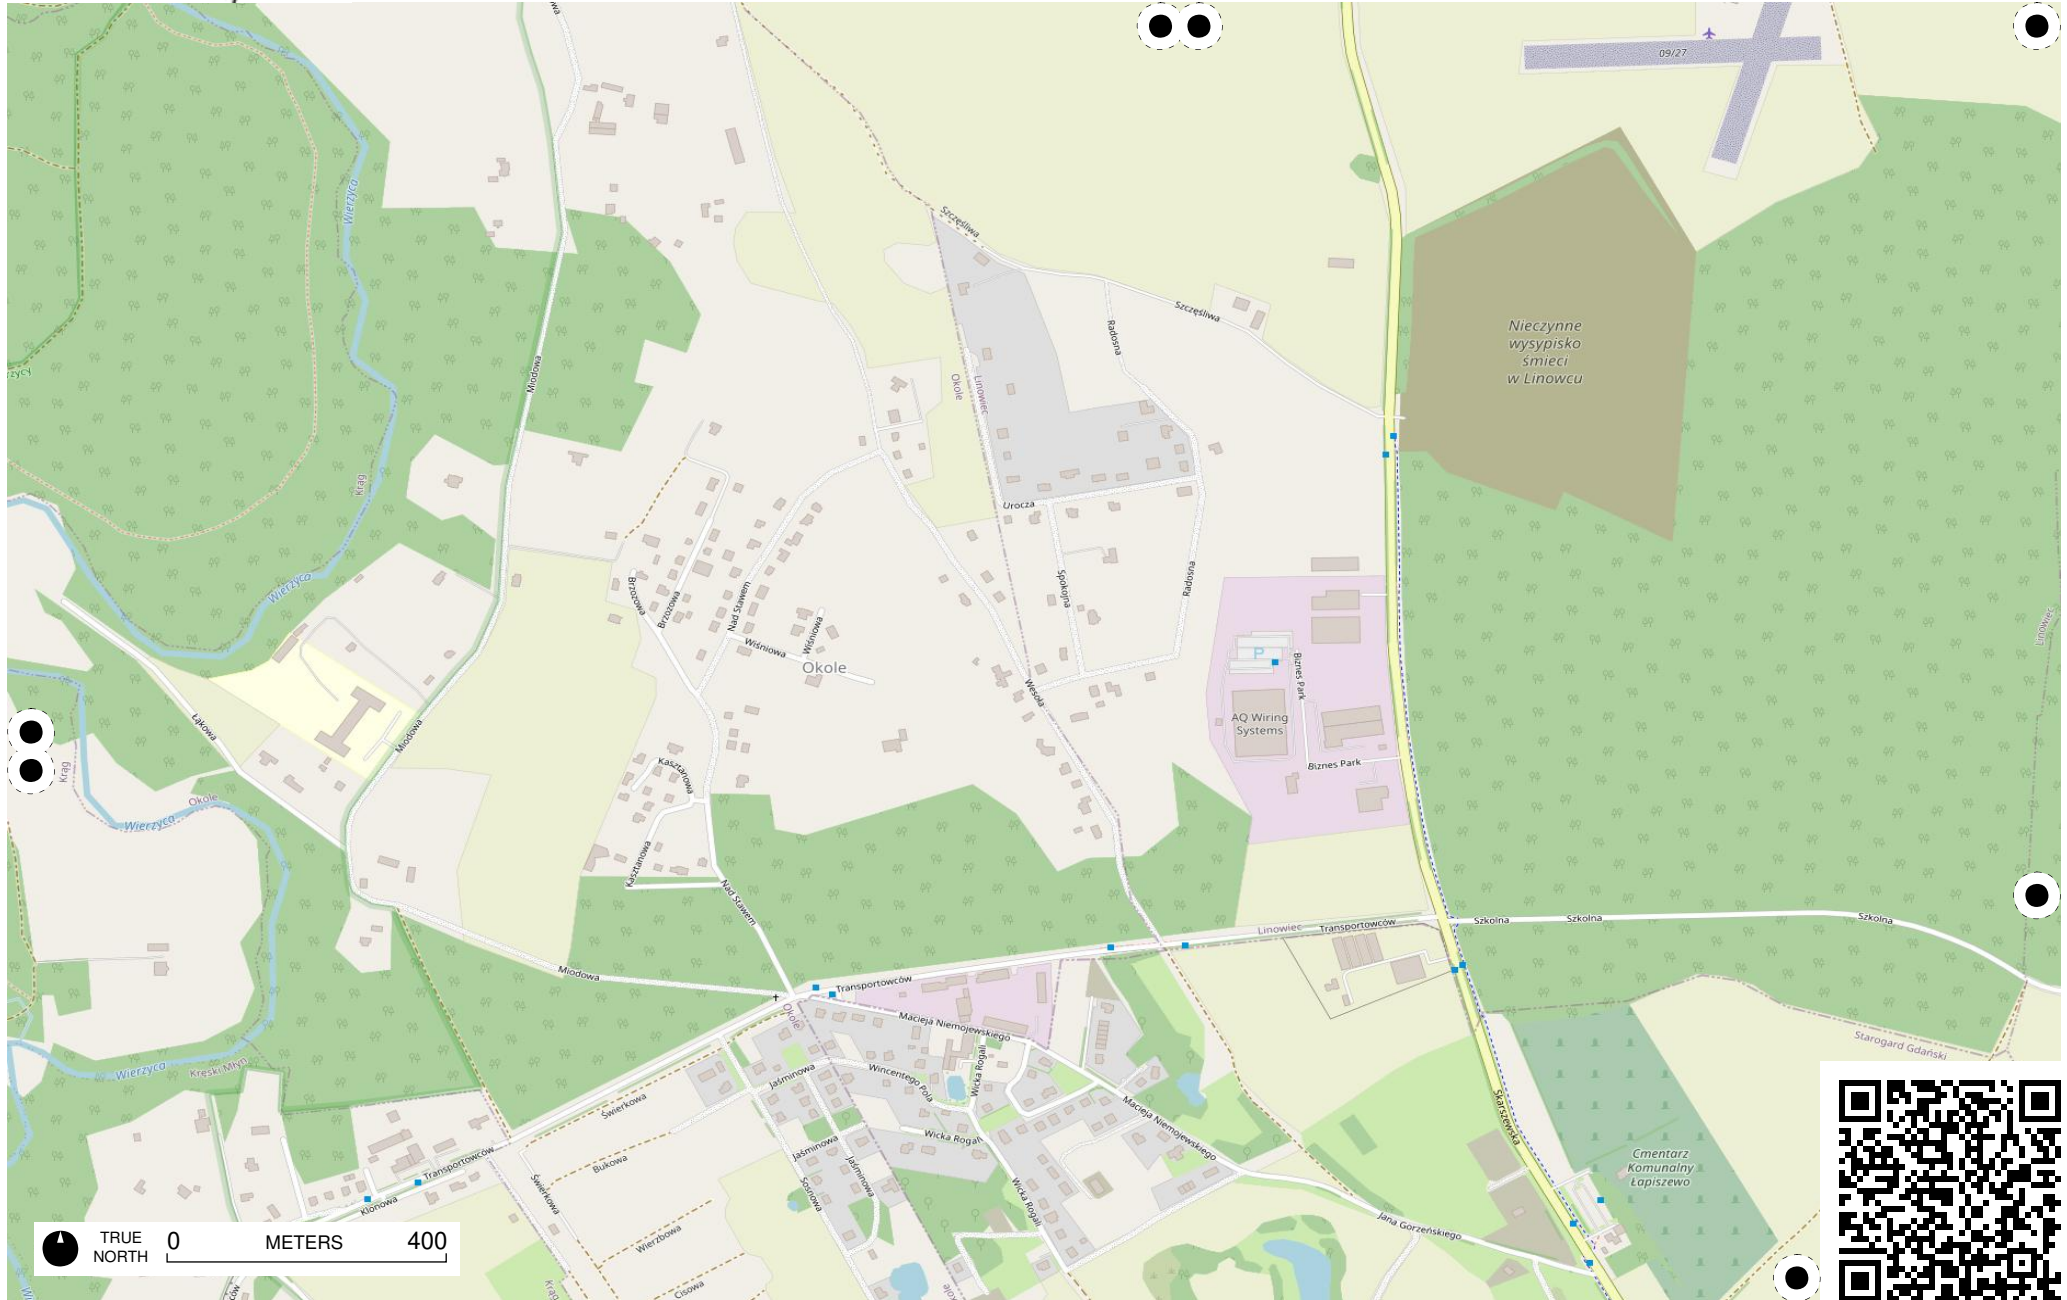 09/27
Wierzyca
Szczęśliwa
Szczęśliwa
Radosna
Nieczynne
wysypisko
śmieci
w Linowcu
Miodowa
Okole
Linowiec
Krąg
Urocza
Wierzyca
Brzozowa
Brzozowa
Nad Stawem
Spokojna
Radosna
Wiśniowa
Wiśniowa
Okole
Linowiec
P
Biznes Park
Wesoła
AQ Wiring
Systems
Łąkowa
Miodowa
Krąg
Kasztanowa
Biznes Park
Okole
Wierzyca
Kasztanowa
Nad Stawem
Linowiec
Transportowców
Szkolna
Szkolna
Szkolna
Miodowa
Transportowców
Okole
Macieja Niemojewskiego
Starogard Gdański
Wierzyca
Kręski Młyn
Jaśminowa
Wincentego Pola
Wicka Rogali
Świerkowa
Macieja Niemojewskiego
Skarszewska
Wicka Rogali
Jaśminowa
Transportowców
Bukowa
Jaśminowa
Świerkowa
Sosnowa
Wicka Rogali
Cmentarz
Komunalny
Łapiszewo
Klonowa
Jana Gorzeńskiego
Wierzbowa
Cisowa
Krąg
TRUE
NORTH
0 METERS 400